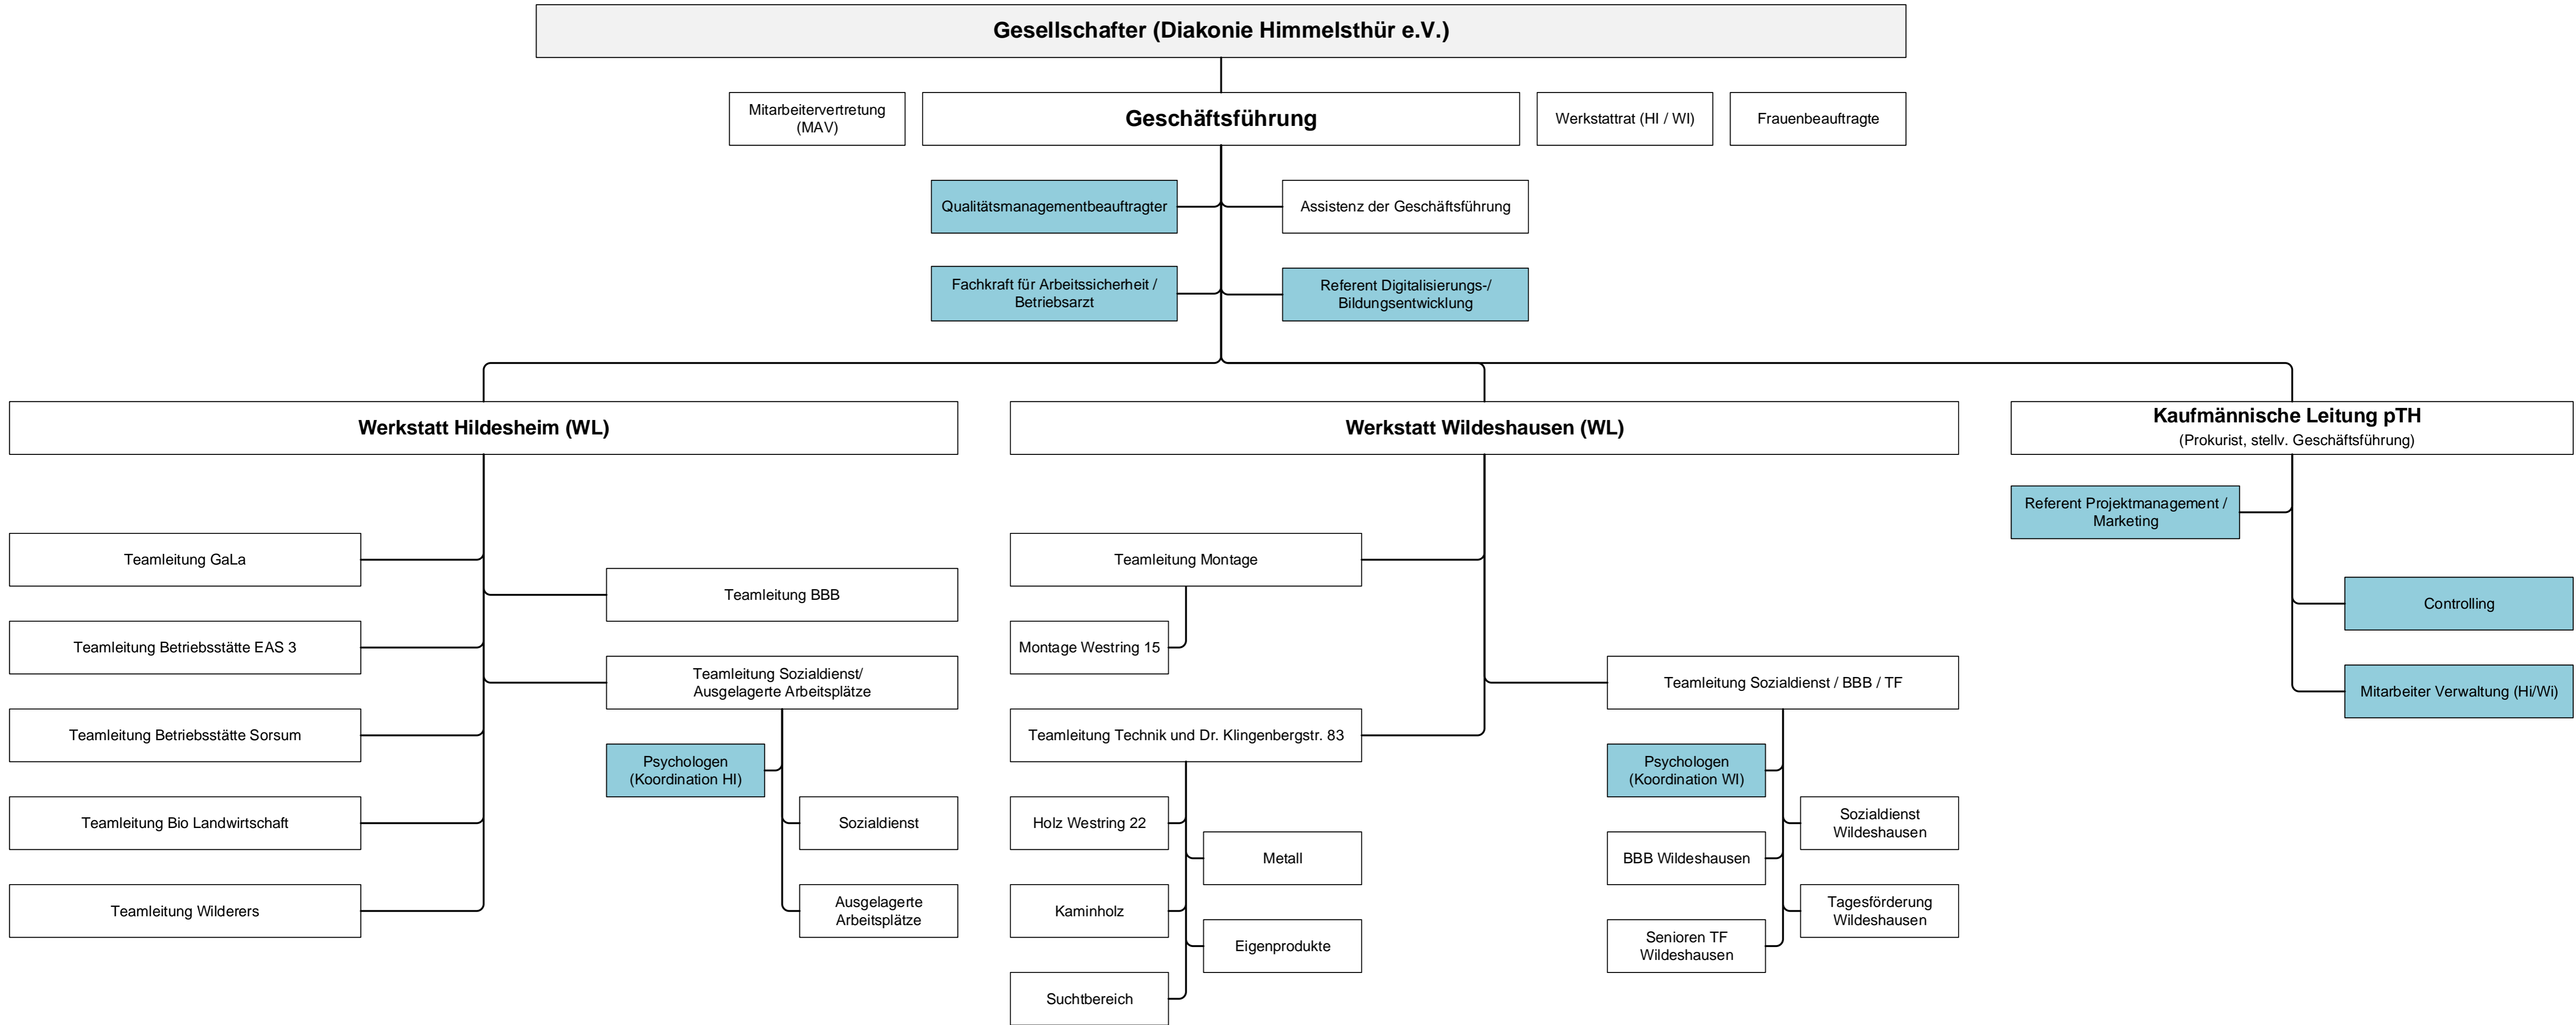 Gesellschafter (Diakonie Himmelsthür e.V.)
Mitarbeitervertretung
(MAV)
Geschäftsführung
Werkstattrat (HI / WI)
Frauenbeauftragte
Qualitätsmanagementbeauftragter
Assistenz der Geschäftsführung
Fachkraft für Arbeitssicherheit /
Betriebsarzt
Referent Digitalisierungs-/
Bildungsentwicklung
Werkstatt Hildesheim (WL)
Werkstatt Wildeshausen (WL)
Kaufmännische Leitung pTH
(Prokurist, stellv. Geschäftsführung)
Teamleitung GaLa
Teamleitung Betriebsstätte EAS 3
Teamleitung Betriebsstätte Sorsum
Teamleitung Bio Landwirtschaft
Teamleitung Wilderers
Teamleitung BBB
Teamleitung Sozialdienst/
Ausgelagerte Arbeitsplätze
Psychologen
(Koordination HI)
Sozialdienst
Ausgelagerte
Arbeitsplätze
Teamleitung Montage
Montage Westring 15
Teamleitung Technik und Dr. Klingenbergstr. 83
Holz Westring 22
Metall
Kaminholz
Eigenprodukte
Suchtbereich
Teamleitung Sozialdienst / BBB / TF
Psychologen
(Koordination WI)
Sozialdienst
Wildeshausen
BBB Wildeshausen
Tagesförderung
Wildeshausen
Senioren TF
Wildeshausen
Referent Projektmanagement /
Marketing
Controlling
Mitarbeiter Verwaltung (Hi/Wi)